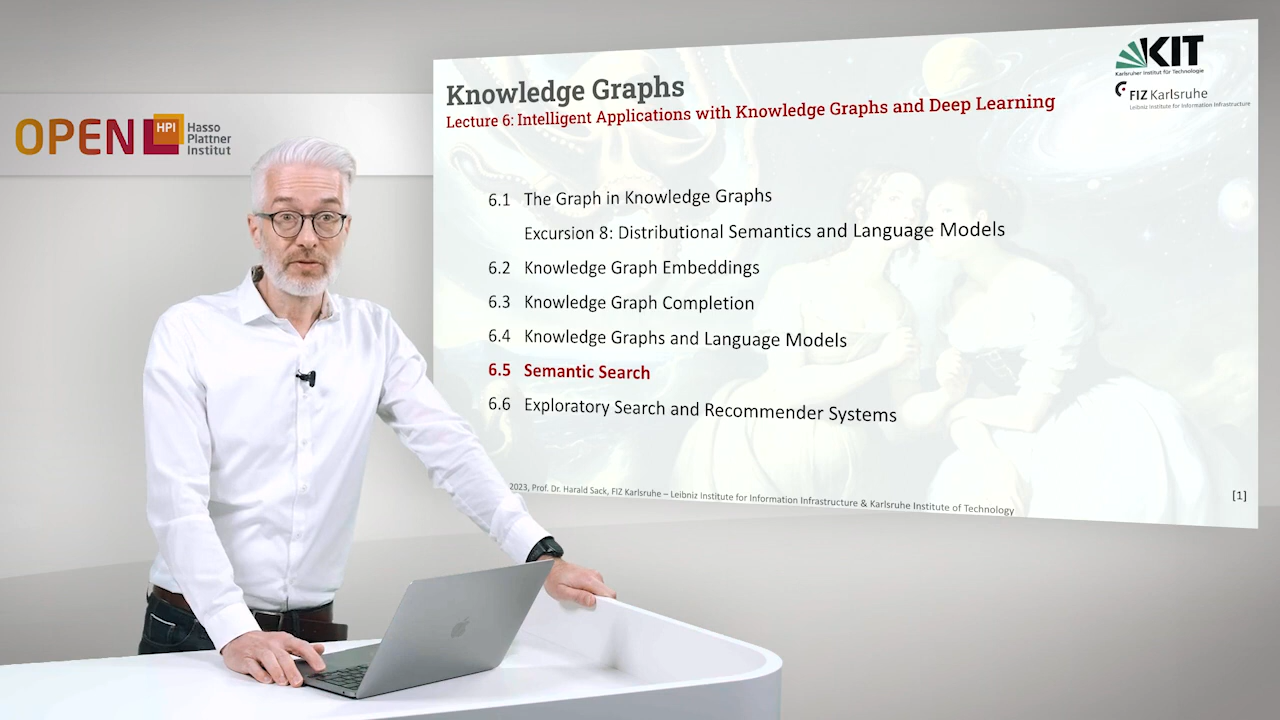 OPEN HPI Hasso
Plattner
Institut
KIT
Karlsruher Institut für Technologie
FIZ Karlsruhe
Leibniz Institute for Information Infrastructure
Knowledge Graphs
Lecture 6: Intelligent Applications with Knowledge Graphs and Deep Learning
6.1 The Graph in Knowledge Graphs
Excursion 8: Distributional Semantics and Language Models
6.2 Knowledge Graph Embeddings
6.3 Knowledge Graph Completion
6.4 Knowledge Graphs and Language Models
6.5 Semantic Search
6.6 Exploratory Search and Recommender Systems
2023, Prof. Dr. Harald Sack, FIZ Karlsruhe – Leibniz Institute for Information Infrastructure & Karlsruhe Institute of Technology
[1]